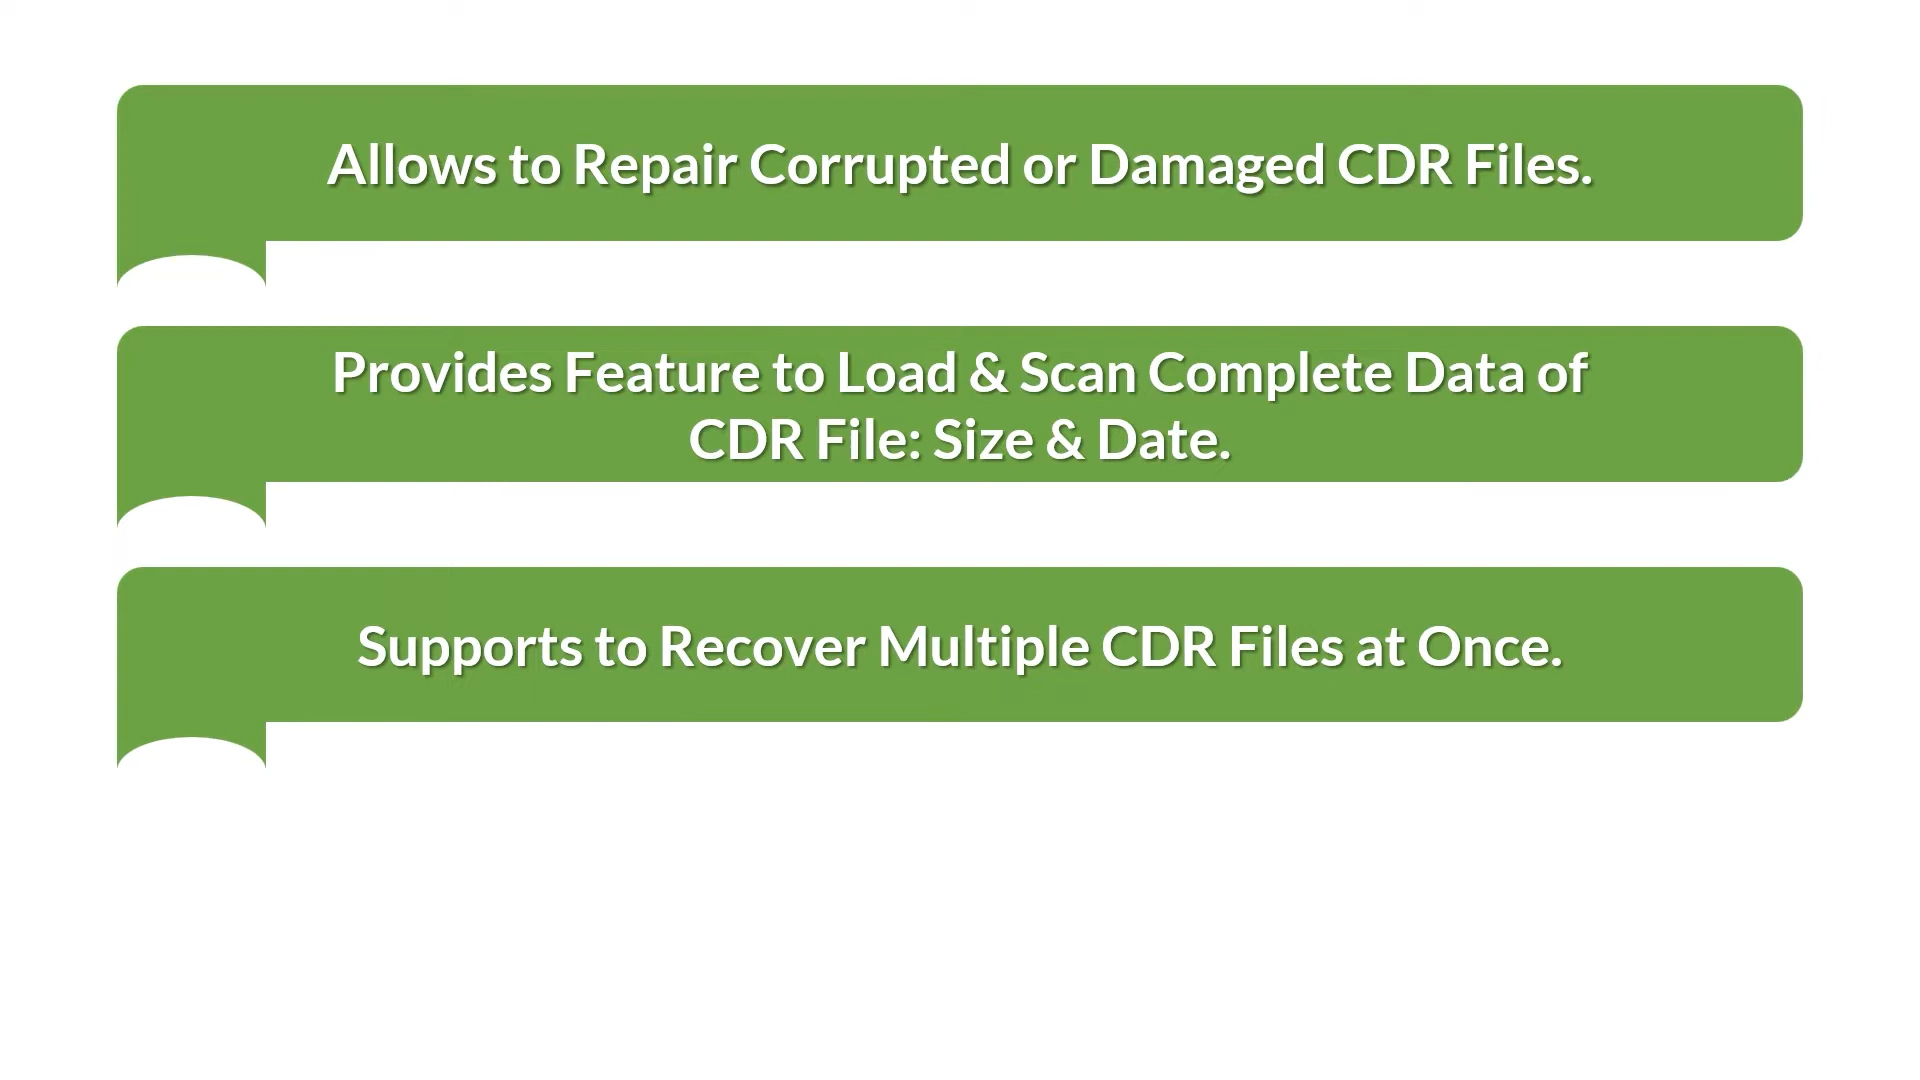 Allows to Repair Corrupted or Damaged CDR Files.
Provides Feature to Load & Scan Complete Data of
CDR File: Size & Date.
Supports to Recover Multiple CDR Files at Once.